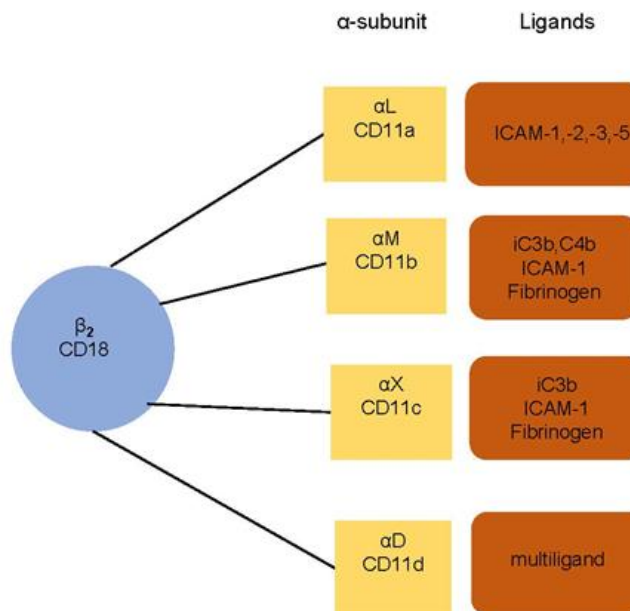 α-subunit Ligands
αL
CD11a
ICAM-1,-2,-3,-5
αM
CD11b
iC3b,C4b
ICAM-1
Fibrinogen
β₂
CD18
αX
CD11c
iC3b
ICAM-1
Fibrinogen
αD
CD11d
multiligand